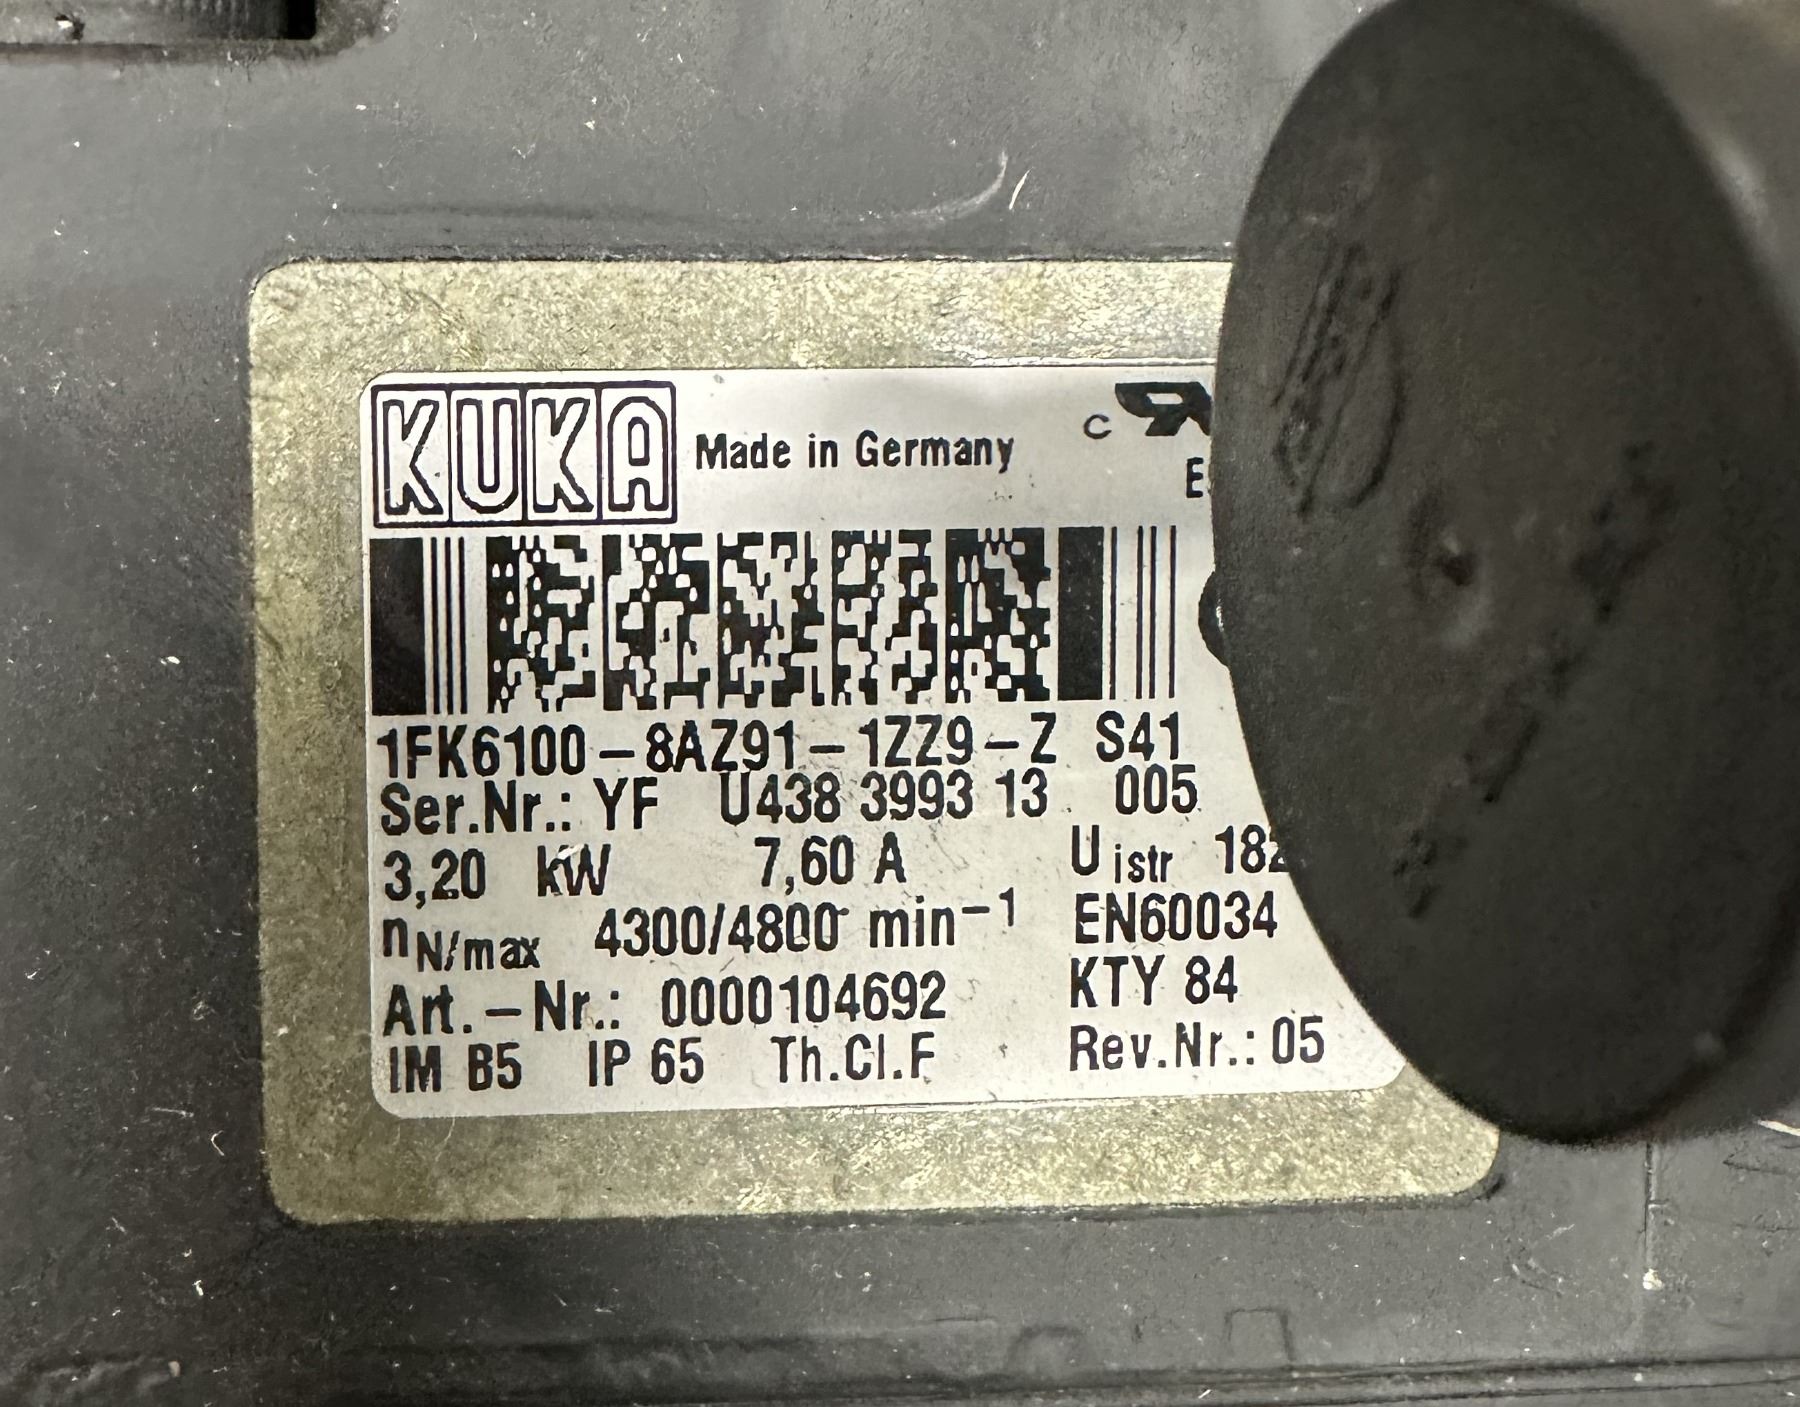 KUKA Made in Germany c
1FK6100-8AZ91-1ZZ9-Z S41
Ser.Nr.: YF U438 3993 13 005
3,20 kW 7,60 A U istr 182
nN/max 4300/4800 min-1 EN60034
Art.-Nr.: 0000104692 KTY 84
IM B5 IP 65 Th.Cl.F Rev.Nr.: 05